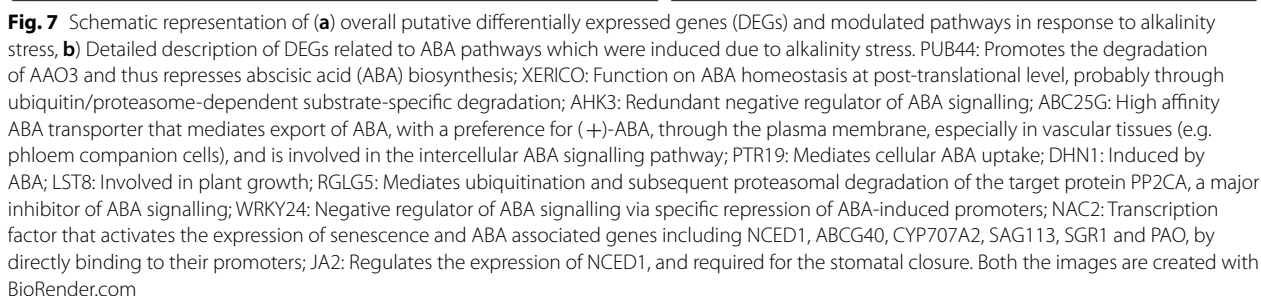 Fig. 7 Schematic representation of (a) overall putative differentially expressed genes (DEGs) and modulated pathways in response to alkalinity
stress, b) Detailed description of DEGs related to ABA pathways which were induced due to alkalinity stress. PUB44: Promotes the degradation
of AAO3 and thus represses abscisic acid (ABA) biosynthesis; XERICO: Function on ABA homeostasis at post-translational level, probably through
ubiquitin/proteasome-dependent substrate-specific degradation; AHK3: Redundant negative regulator of ABA signalling; ABC25G: High affinity
ABA transporter that mediates export of ABA, with a preference for (+)-ABA, through the plasma membrane, especially in vascular tissues (e.g.
phloem companion cells), and is involved in the intercellular ABA signalling pathway; PTR19: Mediates cellular ABA uptake; DHN1: Induced by
ABA; LST8: Involved in plant growth; RGLG5: Mediates ubiquitination and subsequent proteasomal degradation of the target protein PP2CA, a major
inhibitor of ABA signalling; WRKY24: Negative regulator of ABA signalling via specific repression of ABA-induced promoters; NAC2: Transcription
factor that activates the expression of senescence and ABA associated genes including NCED1, ABCG40, CYP707A2, SAG113, SGR1 and PAO, by
directly binding to their promoters; JA2: Regulates the expression of NCED1, and required for the stomatal closure. Both the images are created with
BioRender.com